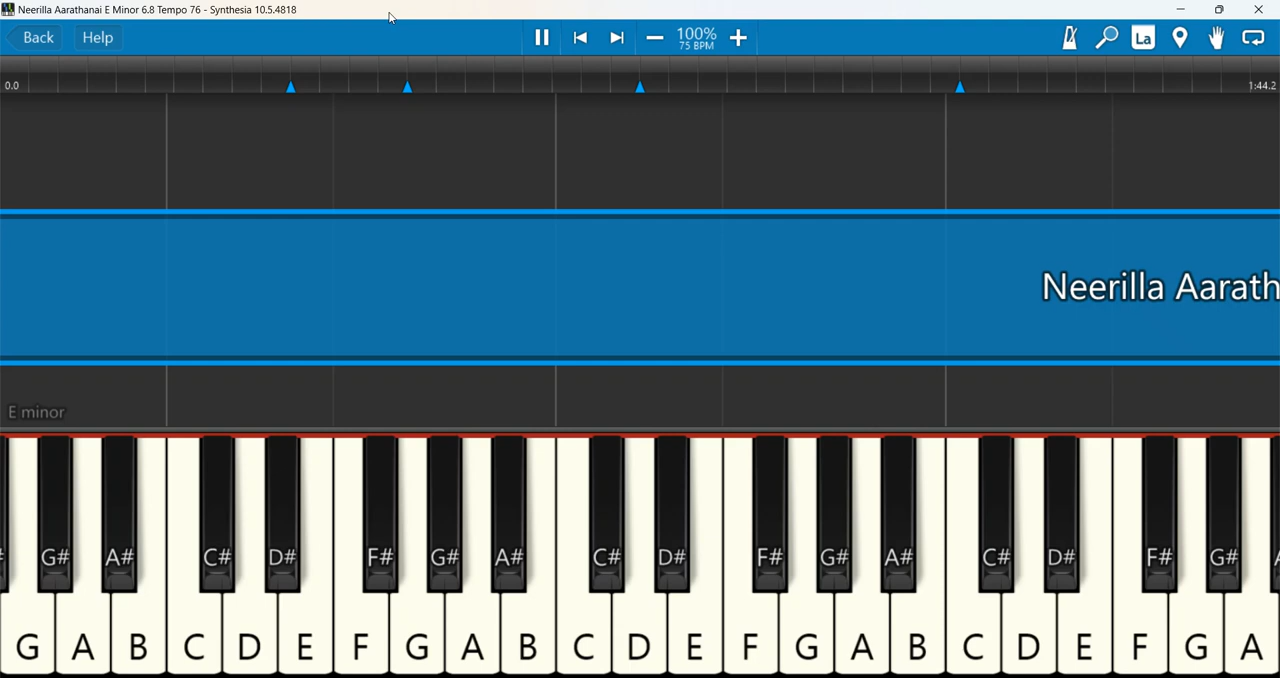 Neerilla Aarathanai E Minor 6.8 Tempo 76 - Synthesia 10.5.4818
Back Help 100% La
75 BPM
0.0 1:44.2
Neerilla Aarath
E minor
G# A# C# D# F# G# A# C# D# F# G# A# C# D# F# G#
G A B C D E F G A B C D E F G A B C D E F G A